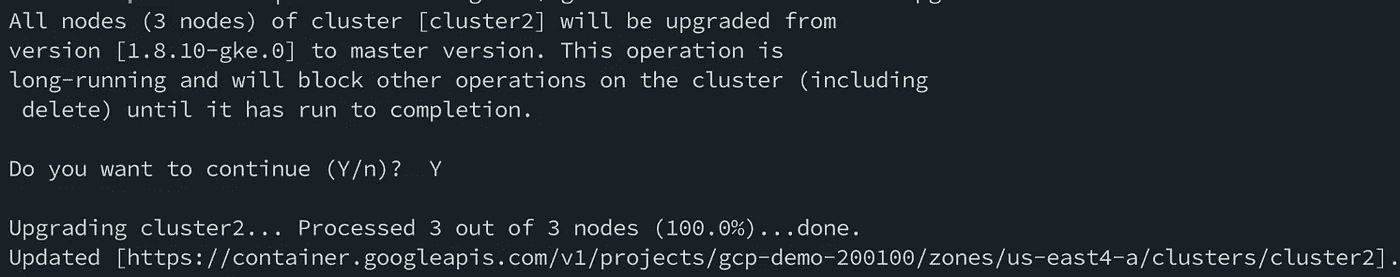 All nodes (3 nodes) of cluster [cluster2] will be upgraded from
version [1.8.10-gke.0] to master version. This operation is
long-running and will block other operations on the cluster (including
delete) until it has run to completion.
Do you want to continue (Y/n)? Y
Upgrading cluster2... Processed 3 out of 3 nodes (100.0%)...done.
Updated [https://container.googleapis.com/v1/projects/gcp-demo-200100/zones/us-east4-a/clusters/cluster2].